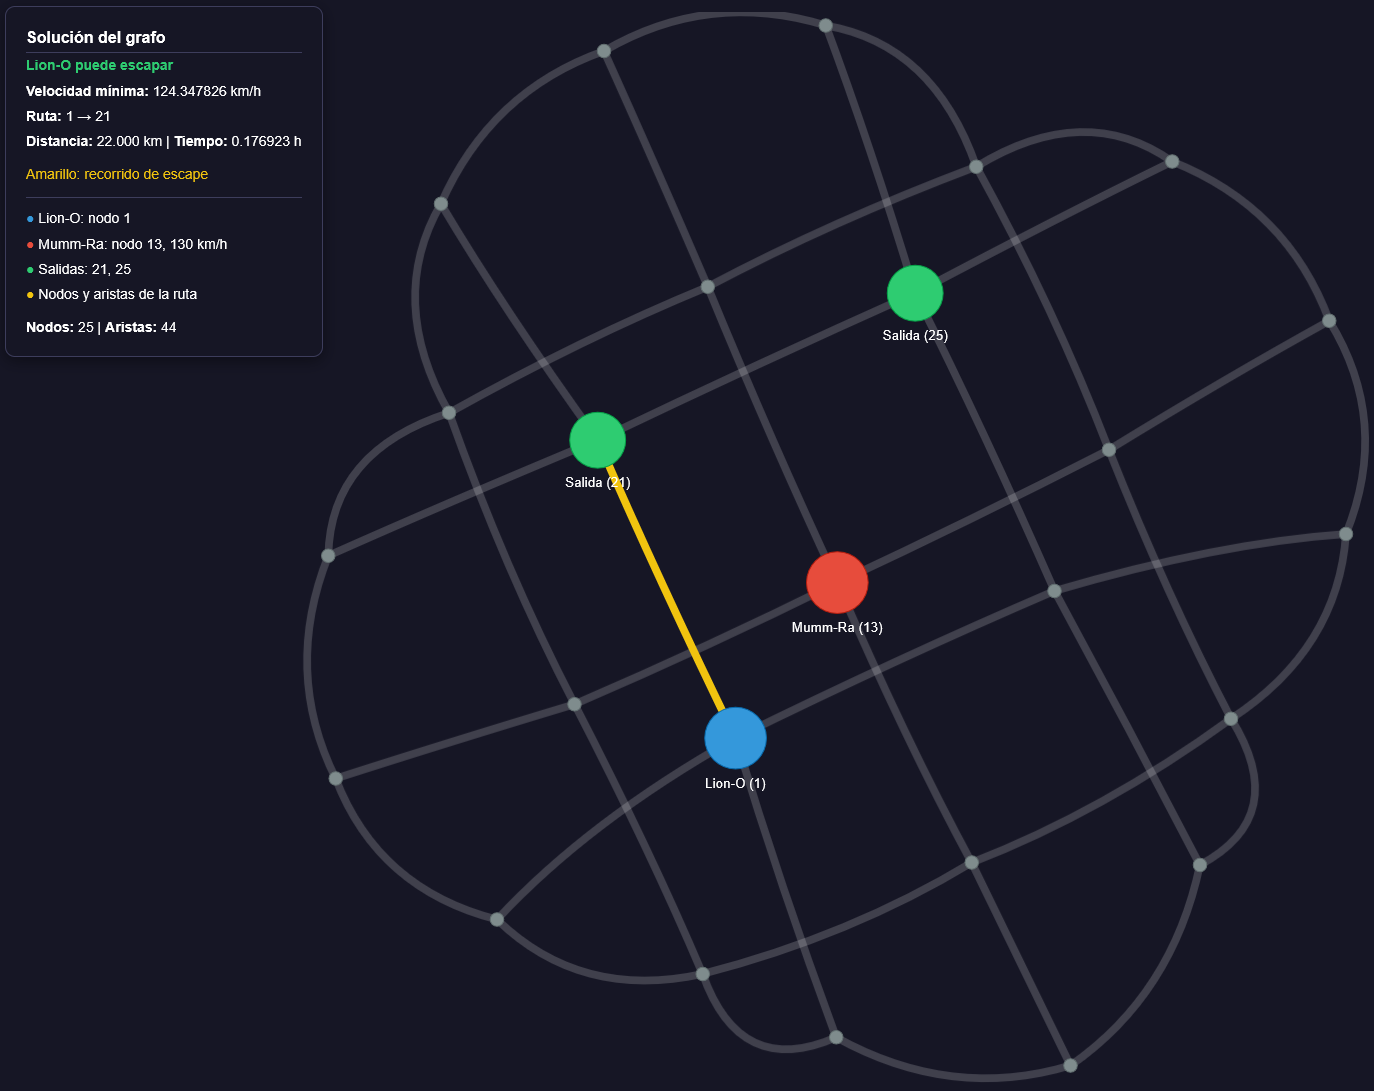 Solución del grafo
Lion-O puede escapar
Velocidad mínima: 124.347826 km/h
Ruta: 1 → 21
Distancia: 22.000 km | Tiempo: 0.176923 h
Amarillo: recorrido de escape
● Lion-O: nodo 1
● Mumm-Ra: nodo 13, 130 km/h
● Salidas: 21, 25
● Nodos y aristas de la ruta
Nodos: 25 | Aristas: 44
Salida (25)
Salida (21)
Mumm-Ra (13)
Lion-O (1)